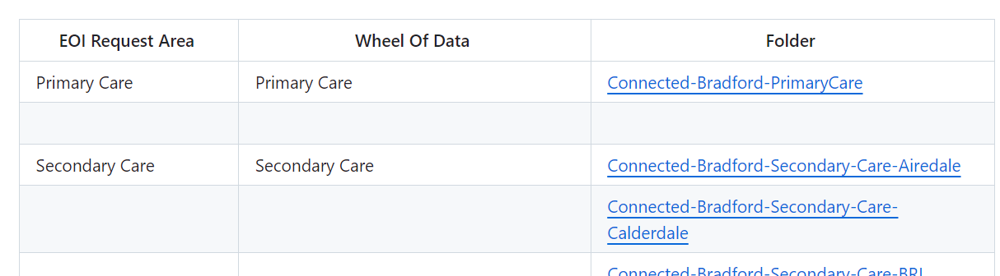 EOI Request Area Wheel Of Data Folder
Primary Care Primary Care Connected-Bradford-PrimaryCare
Secondary Care Secondary Care Connected-Bradford-Secondary-Care-Airedale
Connected-Bradford-Secondary-Care-
Calderdale
Connected-Bradford-Secondary-Care-BRI